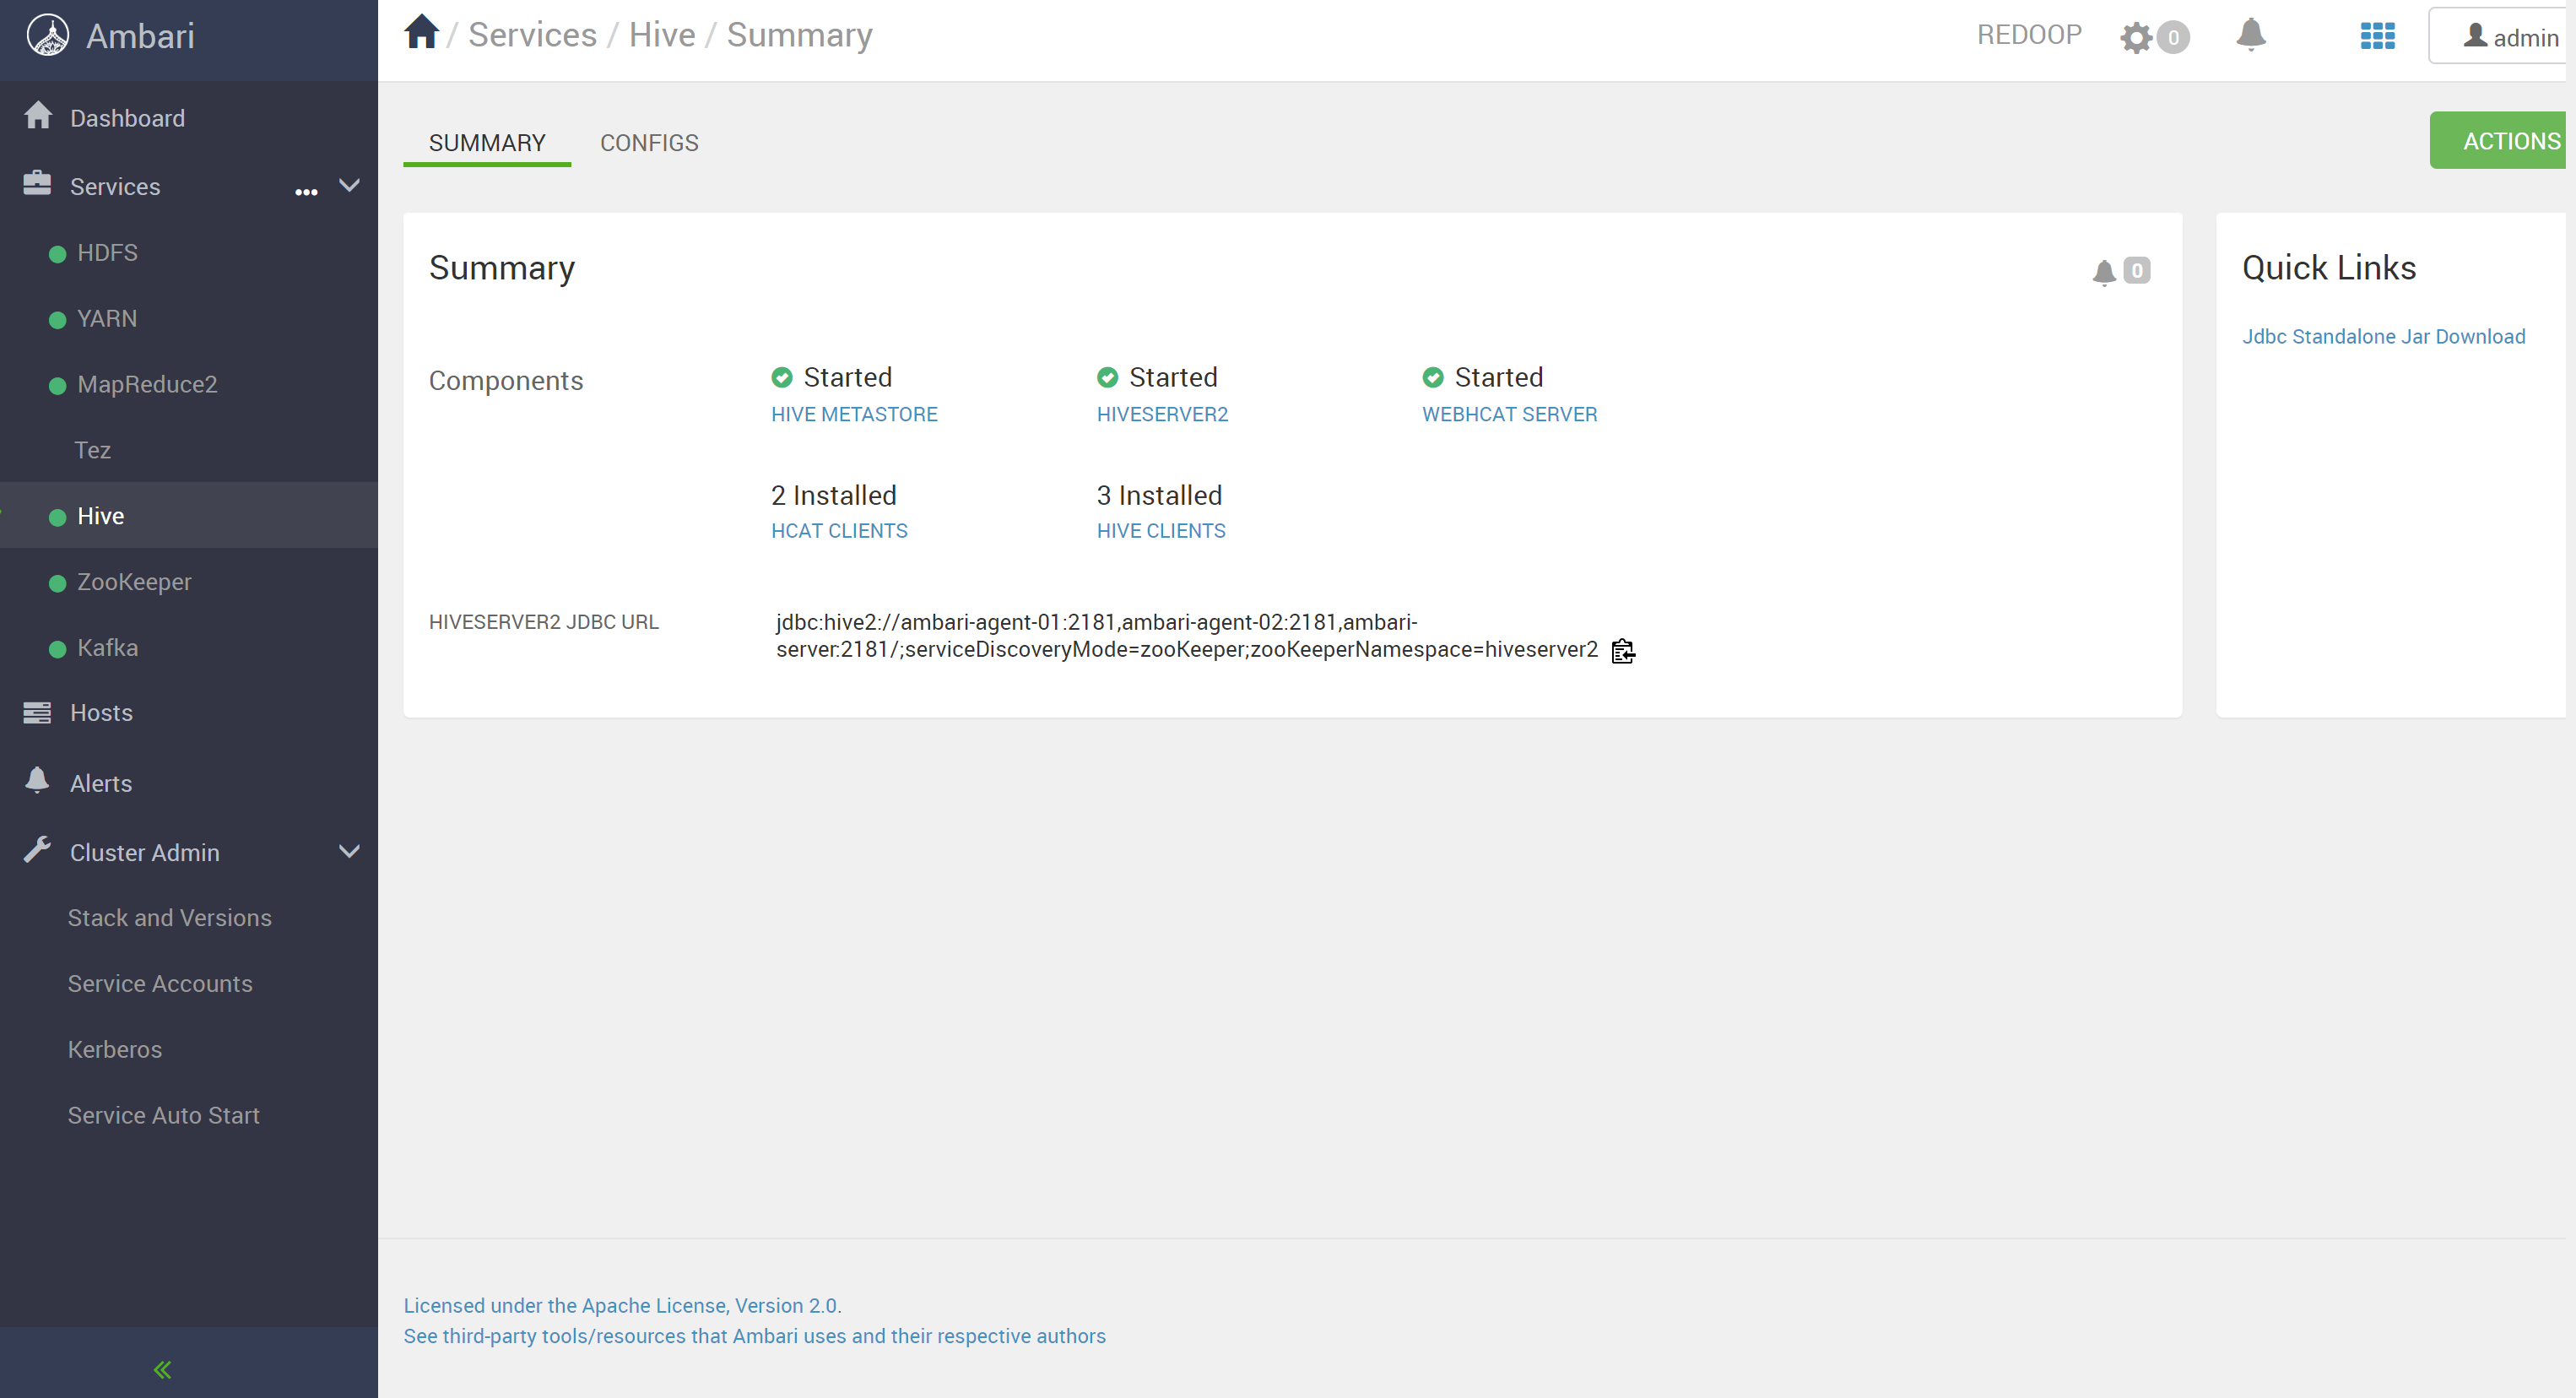 Ambari
/ Services / Hive / Summary
REDOOP
0
admin
Dashboard
Services
...
HDFS
YARN
MapReduce2
Tez
Hive
ZooKeeper
Kafka
Hosts
Alerts
Cluster Admin
Stack and Versions
Service Accounts
Kerberos
Service Auto Start
SUMMARY
CONFIGS
ACTIONS
Summary
0
Components
Started
HIVE METASTORE
Started
HIVESERVER2
Started
WEBHCAT SERVER
2 Installed
HCAT CLIENTS
3 Installed
HIVE CLIENTS
HIVESERVER2 JDBC URL
jdbc:hive2://ambari-agent-01:2181,ambari-agent-02:2181,ambari-
server:2181/;serviceDiscoveryMode=zooKeeper;zooKeeperNamespace=hiveserver2
Quick Links
Jdbc Standalone Jar Download
Licensed under the Apache License, Version 2.0.
See third-party tools/resources that Ambari uses and their respective authors